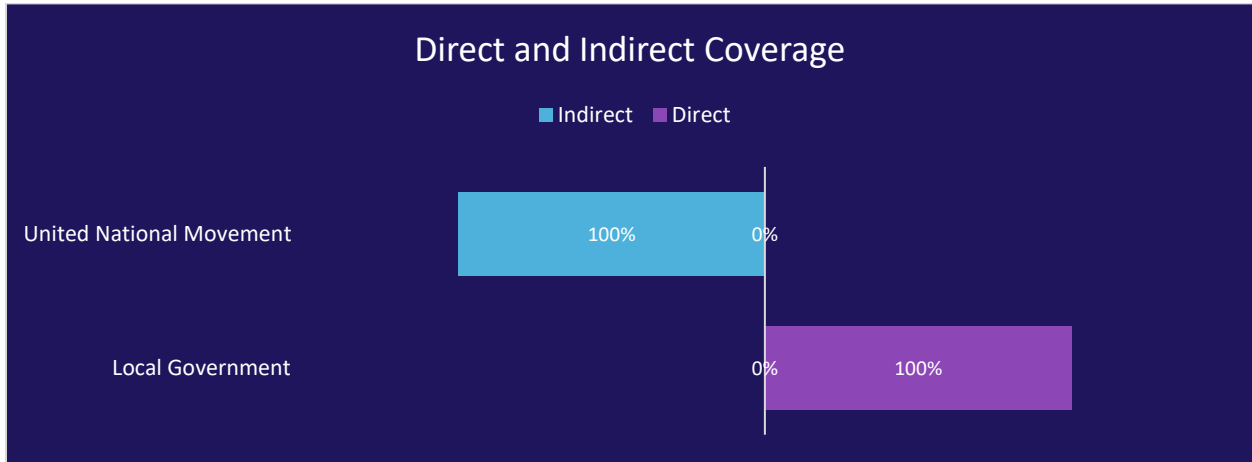 Direct and Indirect Coverage
Indirect Direct
United National Movement 100% 0%
Local Government 0% 100%